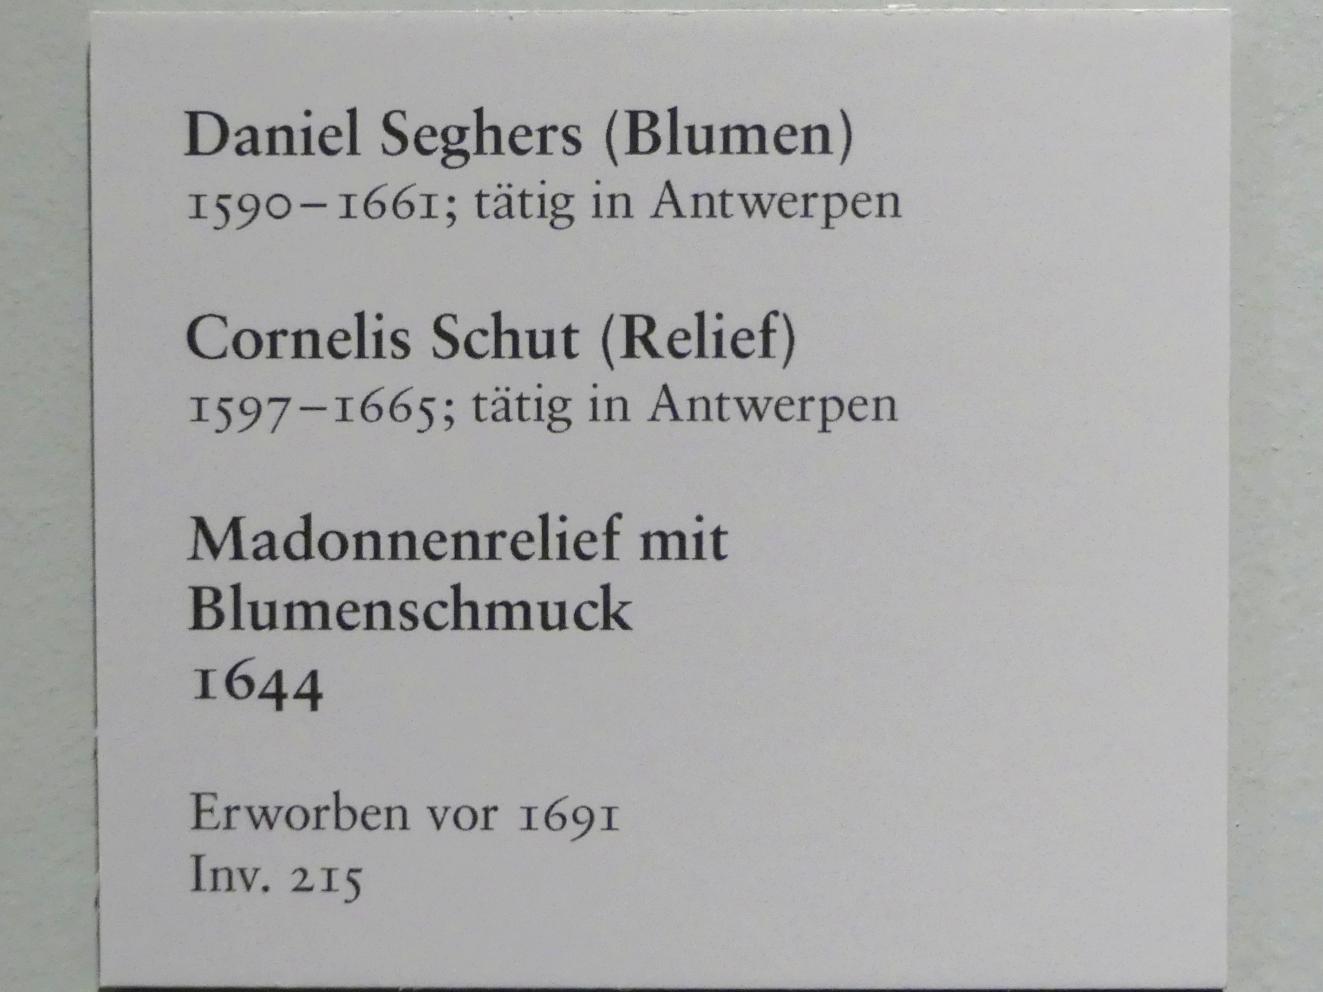 Daniel Seghers (Blumen)
1590–1661; tätig in Antwerpen
Cornelis Schut (Relief)
1597–1665; tätig in Antwerpen
Madonnenrelief mit
Blumenschmuck
1644
Erworben vor 1691
Inv. 215